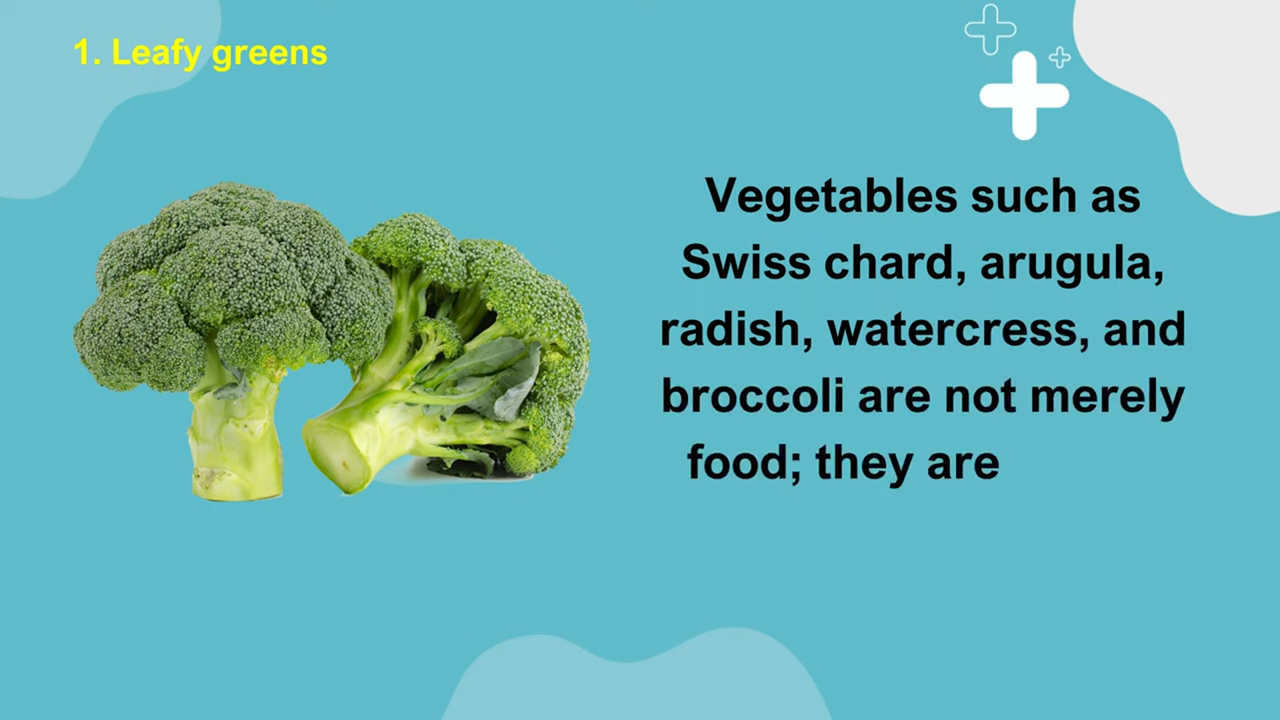 1. Leafy greens
Vegetables such as
Swiss chard, arugula,
radish, watercress, and
broccoli are not merely
food; they are